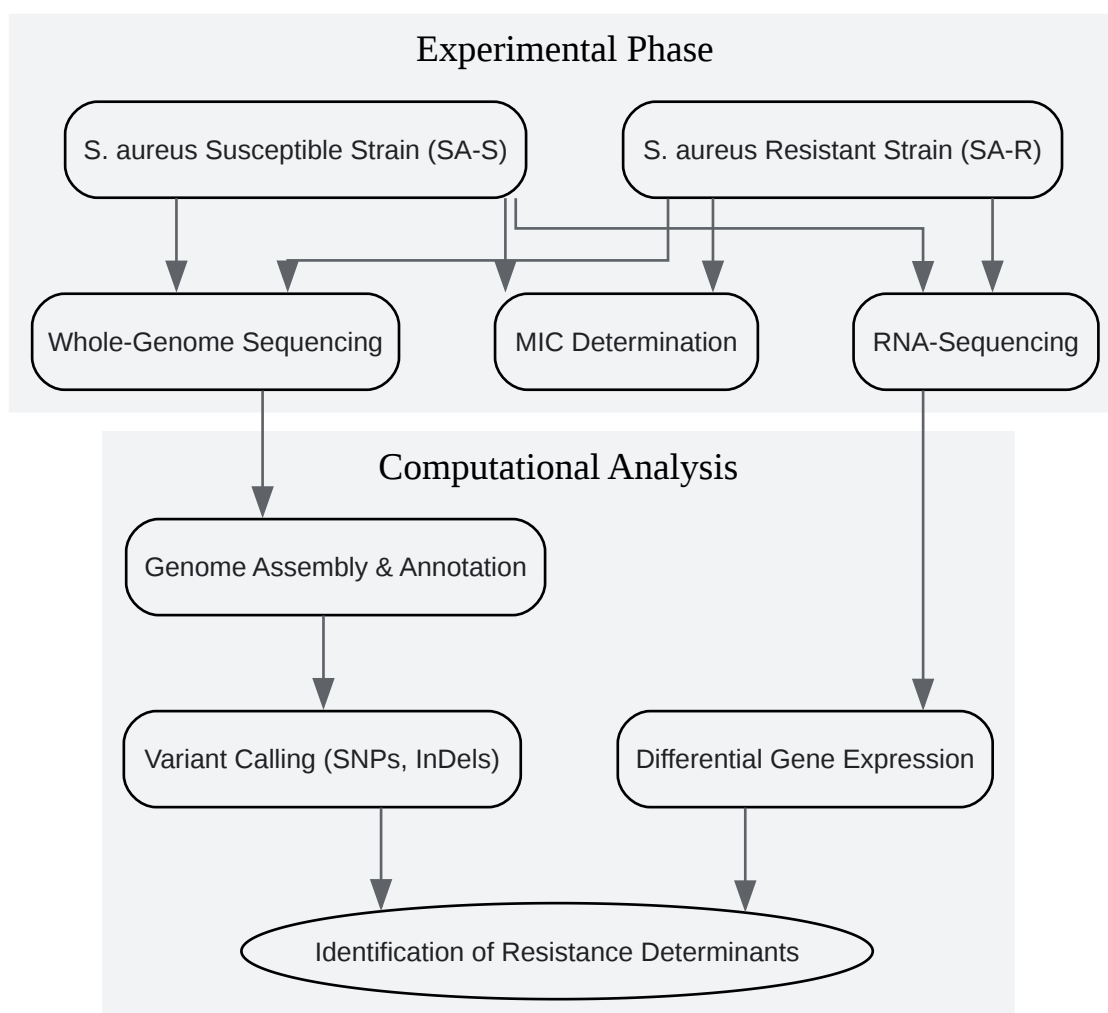 Experimental Phase
S. aureus Susceptible Strain (SA-S)
S. aureus Resistant Strain (SA-R)
Whole-Genome Sequencing
MIC Determination
RNA-Sequencing
Computational Analysis
Genome Assembly & Annotation
Variant Calling (SNPs, InDels)
Differential Gene Expression
Identification of Resistance Determinants